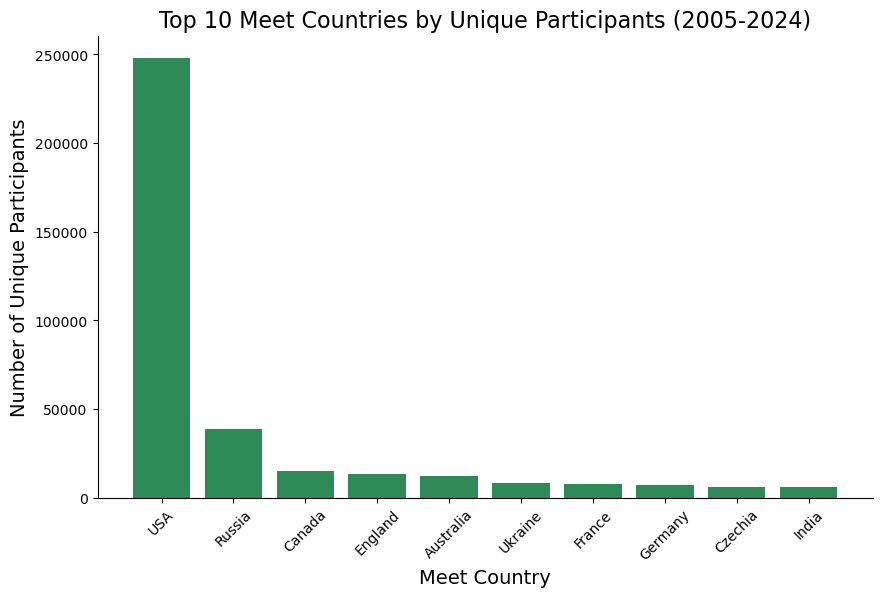 Top 10 Meet Countries by Unique Participants (2005-2024)
Number of Unique Participants
250000
200000
150000
100000
50000
0
USA
Russia
Canada
England
Australia
Ukraine
France
Germany
Czechia
India
Meet Country